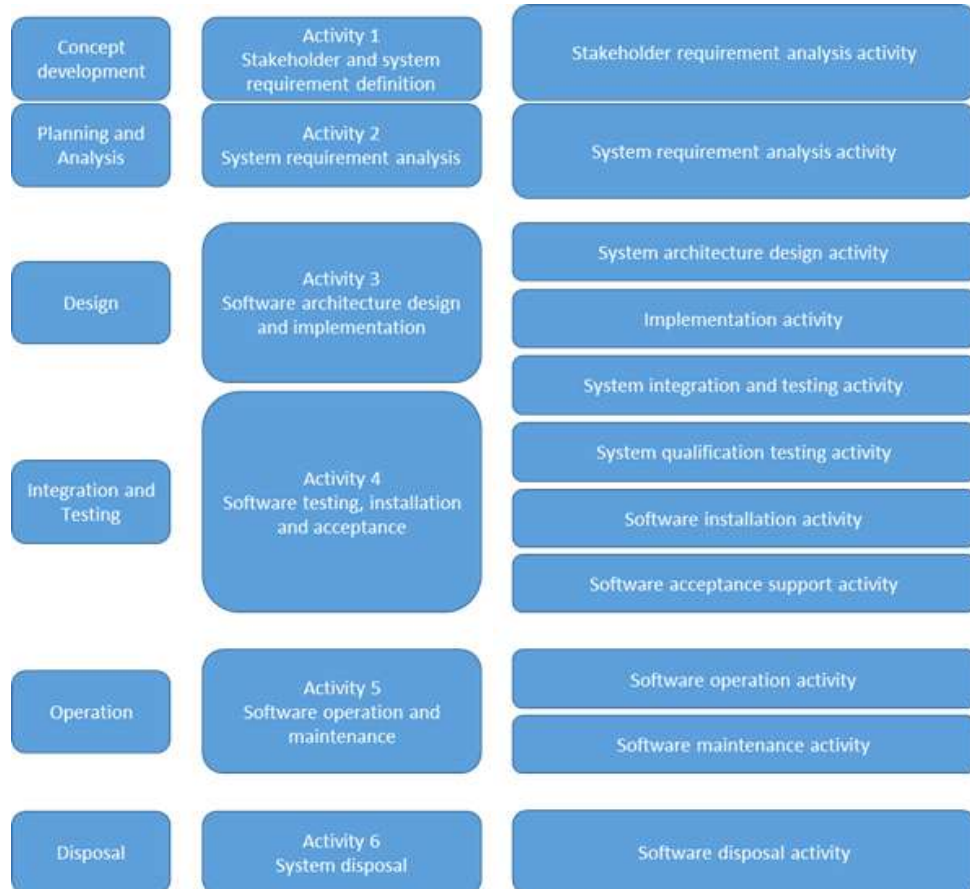 Concept
development
Activity 1
Stakeholder and system
requirement definition
Stakeholder requirement analysis activity
Planning and
Analysis
Activity 2
System requirement analysis
System requirement analysis activity
Design
Activity 3
Software architecture design
and implementation
System architecture design activity
Implementation activity
System integration and testing activity
Integration and
Testing
Activity 4
Software testing, installation
and acceptance
System qualification testing activity
Software installation activity
Software acceptance support activity
Operation
Activity 5
Software operation and
maintenance
Software operation activity
Software maintenance activity
Disposal
Activity 6
System disposal
Software disposal activity